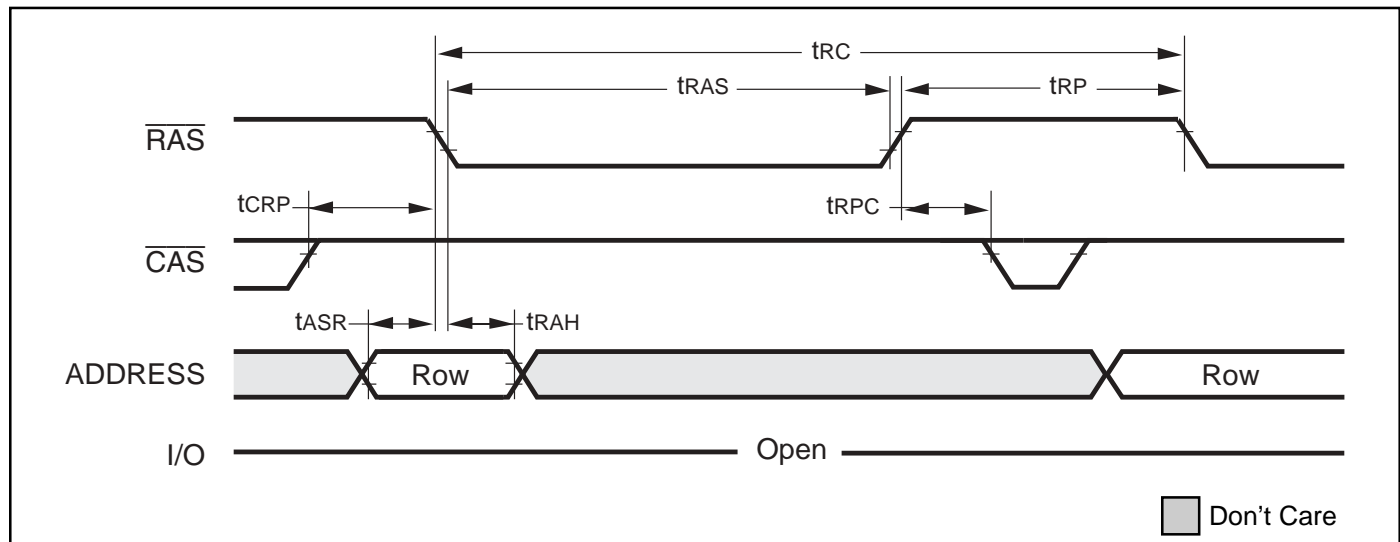 tRC
tRAS
tRP
RAS
tCRP
tRPC
CAS
tASR
tRAH
ADDRESS
Row
Row
I/O
Open
Don't Care